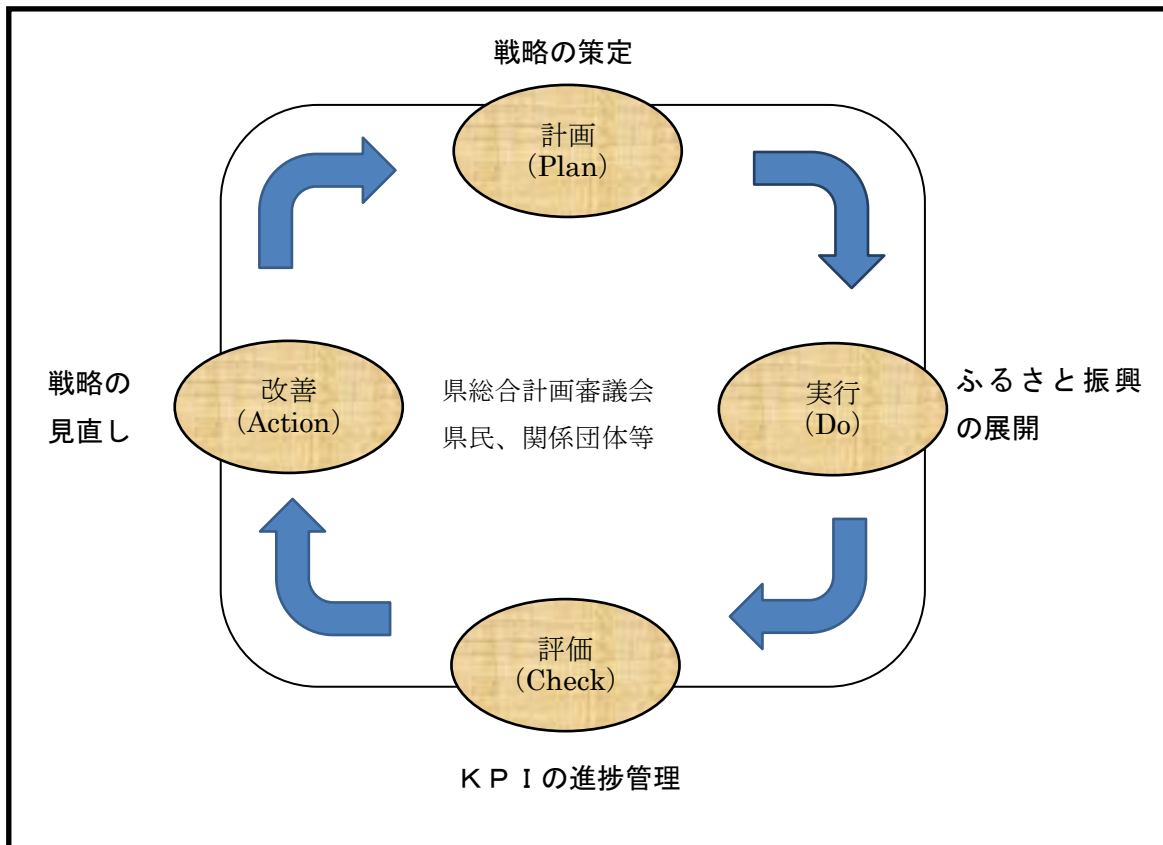 戦略の策定
計画
(Plan)
戦略の
見直し
改善
(Action)
県総合計画審議会
県民、関係団体等
実行
(Do)
ふるさと振興
の展開
評価
(Check)
ＫＰＩの進捗管理